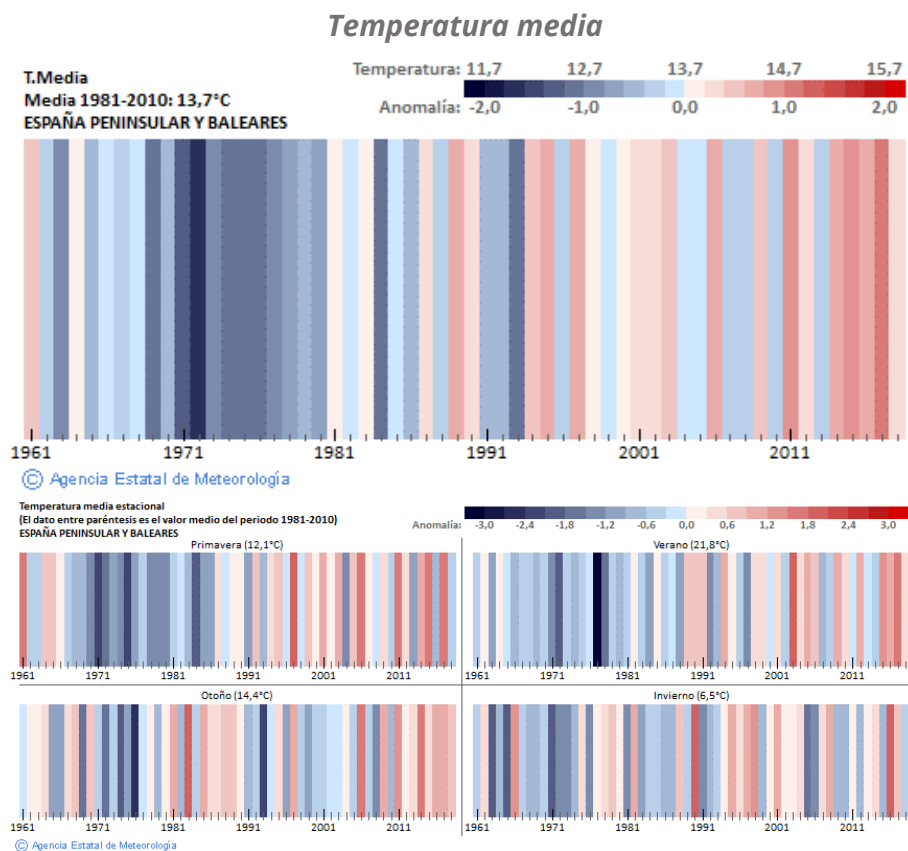 Temperatura media
T.Media
Media 1981-2010: 13,7°C
ESPAÑA PENINSULAR Y BALEARES
Temperatura: 11,7 12,7 13,7 14,7 15,7
Anomalía: -2,0 -1,0 0,0 1,0 2,0
1961 1971 1981 1991 2001 2011
© Agencia Estatal de Meteorología
Temperatura media estacional
(El dato entre paréntesis es el valor medio del periodo 1981-2010)
ESPAÑA PENINSULAR Y BALEARES
Anomalía: -3,0 -2,4 -1,8 -1,2 -0,6 0,0 0,6 1,2 1,8 2,4 3,0
Primavera (12,1°C)
1961 1971 1981 1991 2001 2011
Verano (21,8°C)
1961 1971 1981 1991 2001 2011
Otoño (14,4°C)
1961 1971 1981 1991 2001 2011
Invierno (6,5°C)
1961 1971 1981 1991 2001 2011
© Agencia Estatal de Meteorología